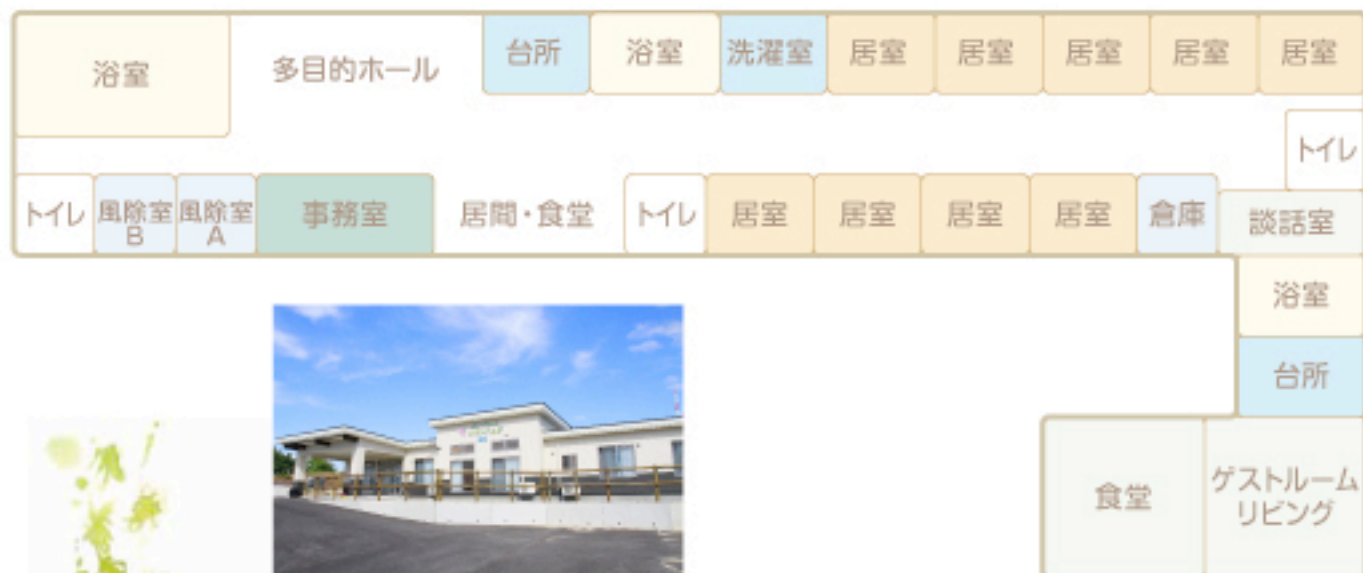 浴室
多目的ホール
台所
浴室
洗濯室
居室
居室
居室
居室
居室
トイレ
トイレ
風除室
B
風除室
A
事務室
居間・食堂
トイレ
居室
居室
居室
居室
倉庫
談話室
浴室
台所
食堂
ゲストルーム
リビング